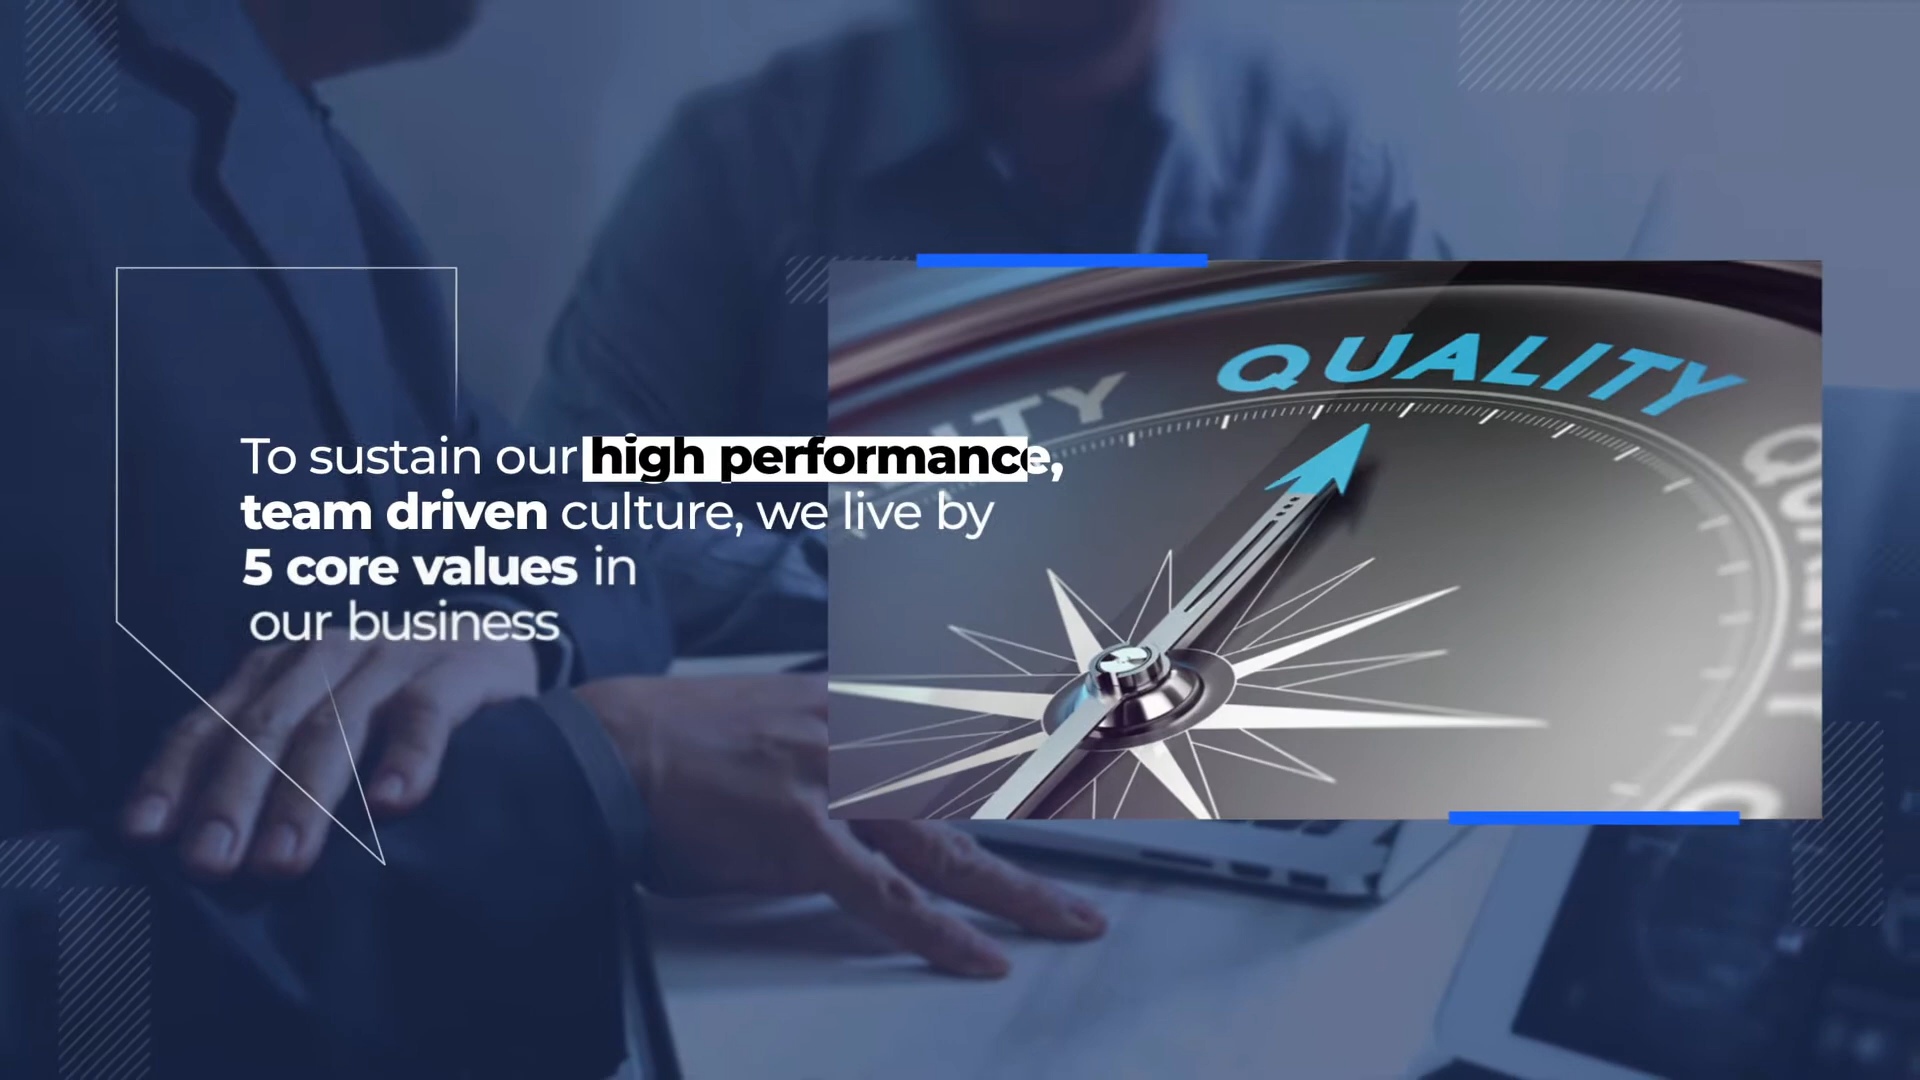 To sustain our high performance,
team driven culture, we live by
5 core values in
our business
QUALITY